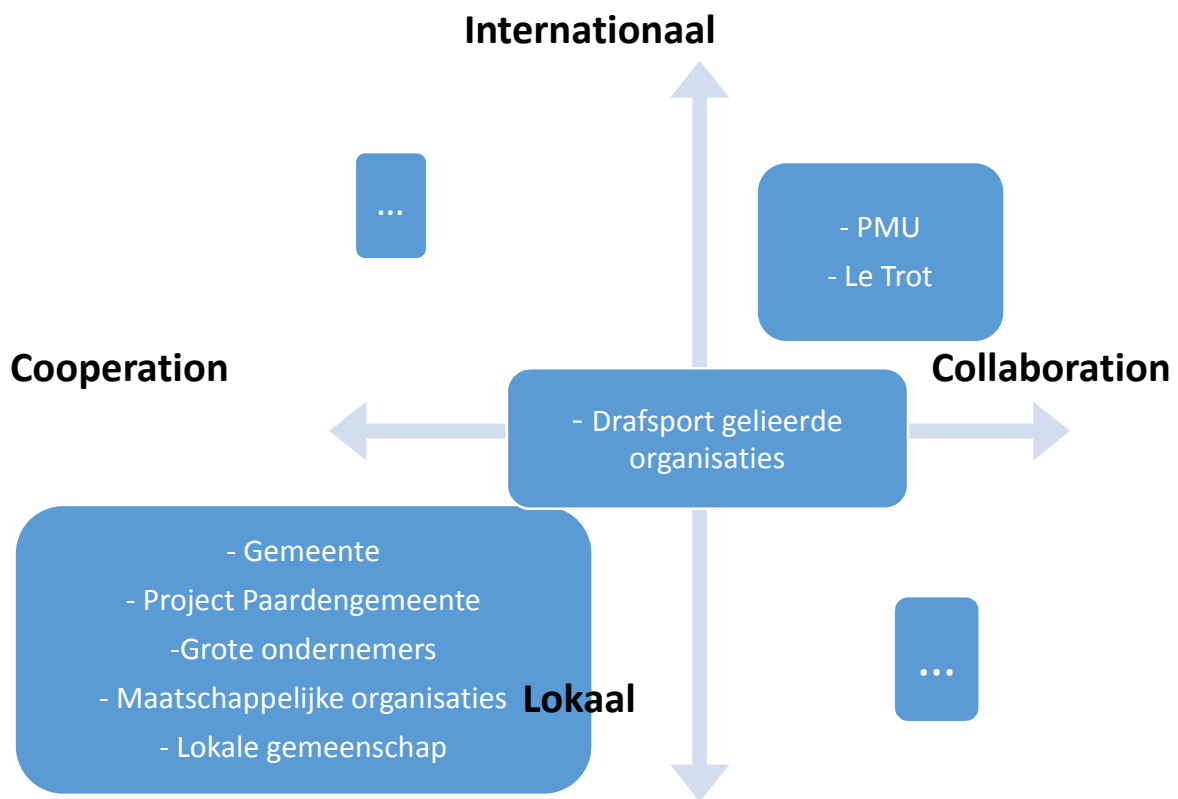 Internationaal
...
- PMU
- Le Trot
Cooperation
Collaboration
- Drafsport gelieerde
organisaties
- Gemeente
- Project Paardengemeente
-Grote ondernemers
- Maatschappelijke organisaties
- Lokale gemeenschap
Lokaal
...